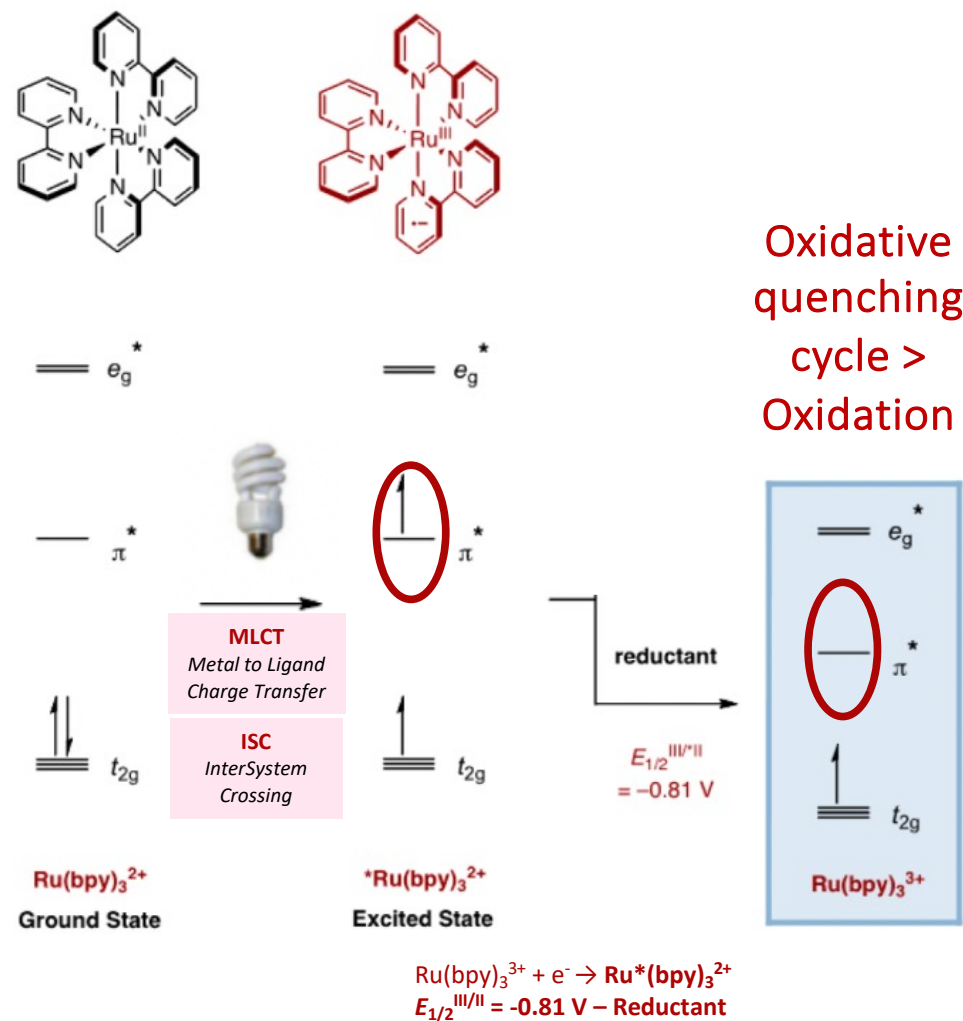 N
N
N
N
N
N
Ru^II
N
N
N
N
N
N
Ru^III
•−
Oxidative
quenching
cycle >
Oxidation
e_g*
e_g*
π*
π*
MLCT
Metal to Ligand
Charge Transfer
ISC
InterSystem
Crossing
t_2g
t_2g
reductant
E_1/2^III/*II
= −0.81 V
e_g*
π*
t_2g
Ru(bpy)_3^3+
Ru(bpy)_3^2+
Ground State
*Ru(bpy)_3^2+
Excited State
Ru(bpy)_3^3+ + e^- → Ru*(bpy)_3^2+
E_1/2^III/II = -0.81 V – Reductant